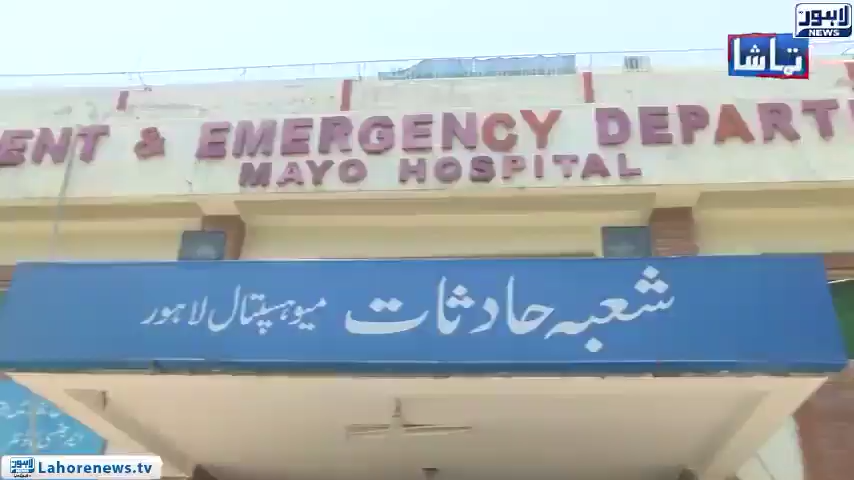 لاہور
NEWS
تماشا
ENT & EMERGENCY DEPART
MAYO HOSPITAL
شعبہ حادثات میو ہسپتال لاہور
Lahorenews.tv